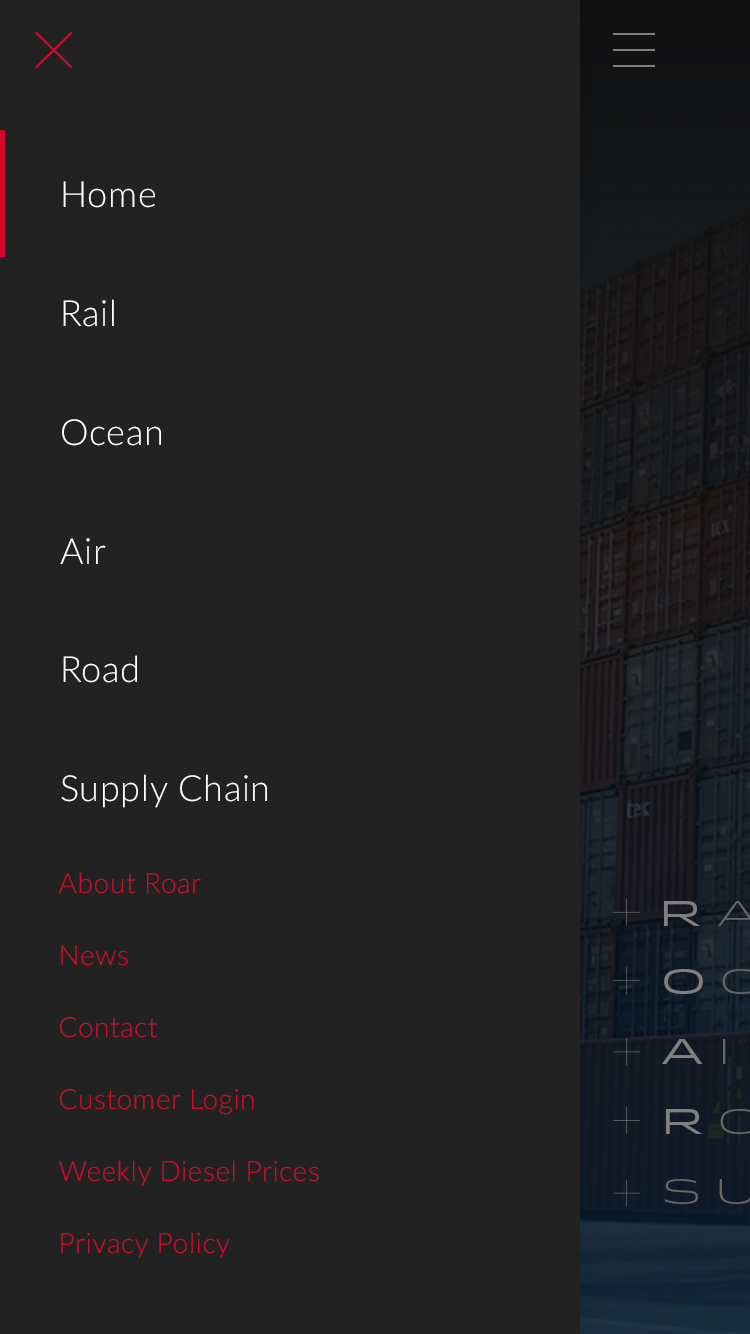 Home
Rail
Ocean
Air
Road
Supply Chain
About Roar
News
Contact
Customer Login
Weekly Diesel Prices
Privacy Policy
tex
+ RA
+ O
+ AI
+ RO
+ SU